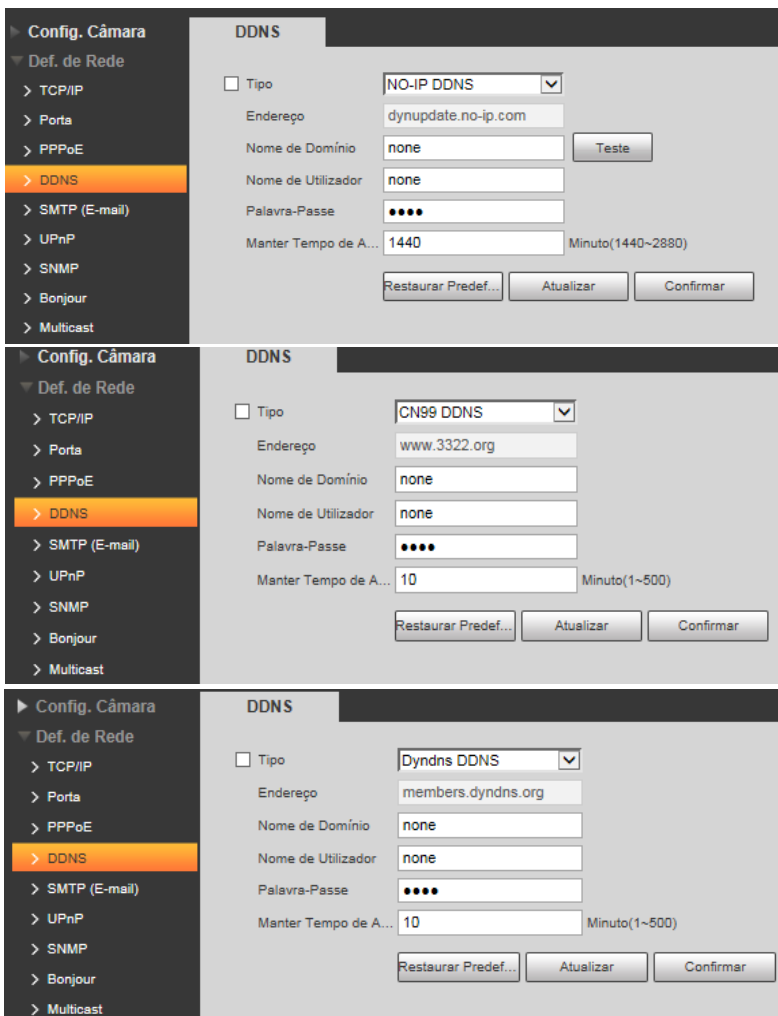 Config. Câmara
DDNS
Def. de Rede
TCP/IP
Tipo
NO-IP DDNS
Porta
Endereço
dynupdate.no-ip.com
PPPoE
Nome de Domínio
none
Teste
DDNS
Nome de Utilizador
none
SMTP (E-mail)
Palavra-Passe
••••
UPnP
Manter Tempo de A...
1440
Minuto(1440~2880)
SNMP
Restaurar Predef...
Atualizar
Confirmar
Bonjour
Multicast
Config. Câmara
DDNS
Def. de Rede
TCP/IP
Tipo
CN99 DDNS
Porta
Endereço
www.3322.org
PPPoE
Nome de Domínio
none
DDNS
Nome de Utilizador
none
SMTP (E-mail)
Palavra-Passe
••••
UPnP
Manter Tempo de A...
10
Minuto(1~500)
SNMP
Restaurar Predef...
Atualizar
Confirmar
Bonjour
Multicast
Config. Câmara
DDNS
Def. de Rede
TCP/IP
Tipo
Dyndns DDNS
Porta
Endereço
members.dyndns.org
PPPoE
Nome de Domínio
none
DDNS
Nome de Utilizador
none
SMTP (E-mail)
Palavra-Passe
••••
UPnP
Manter Tempo de A...
10
Minuto(1~500)
SNMP
Restaurar Predef...
Atualizar
Confirmar
Bonjour
Multicast